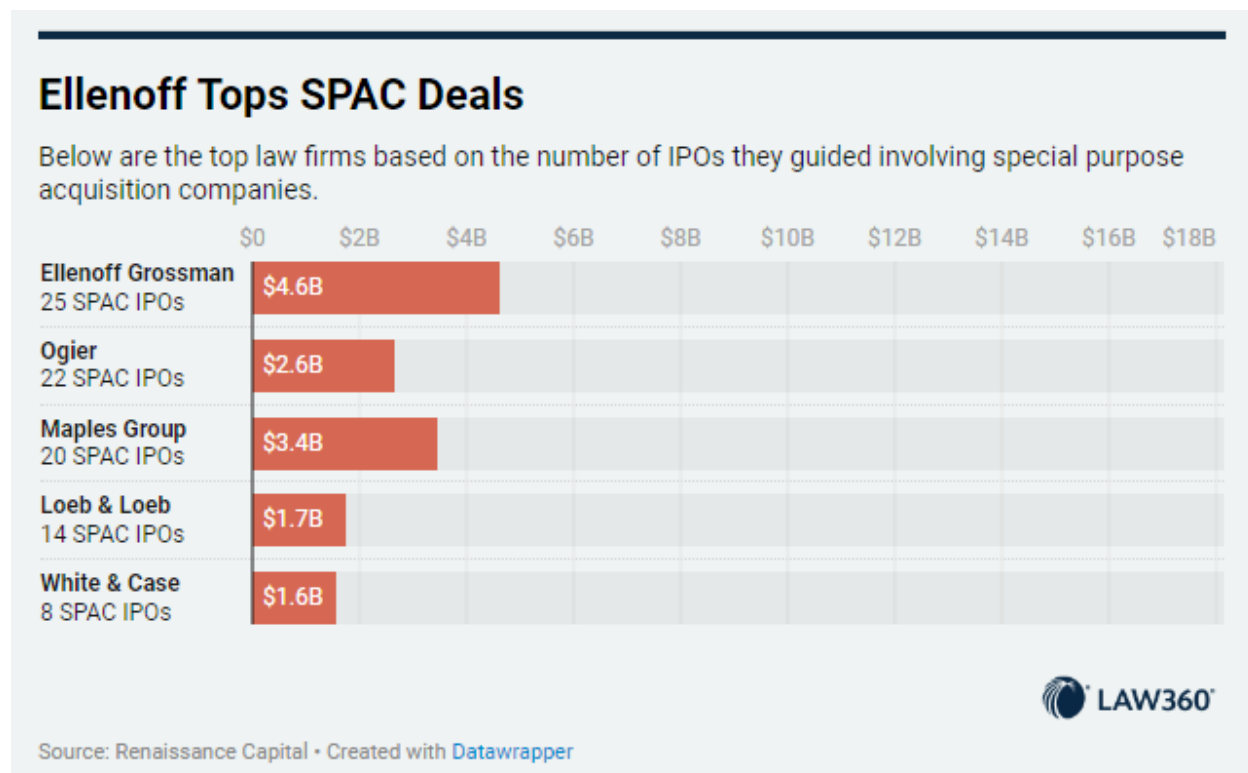 Ellenoff Tops SPAC Deals
Below are the top law firms based on the number of IPOs they guided involving special purpose
acquisition companies.
$0 $2B $4B $6B $8B $10B $12B $14B $16B $18B
Ellenoff Grossman
25 SPAC IPOs
$4.6B
Ogier
22 SPAC IPOs
$2.6B
Maples Group
20 SPAC IPOs
$3.4B
Loeb & Loeb
14 SPAC IPOs
$1.7B
White & Case
8 SPAC IPOs
$1.6B
LAW360
Source: Renaissance Capital • Created with Datawrapper